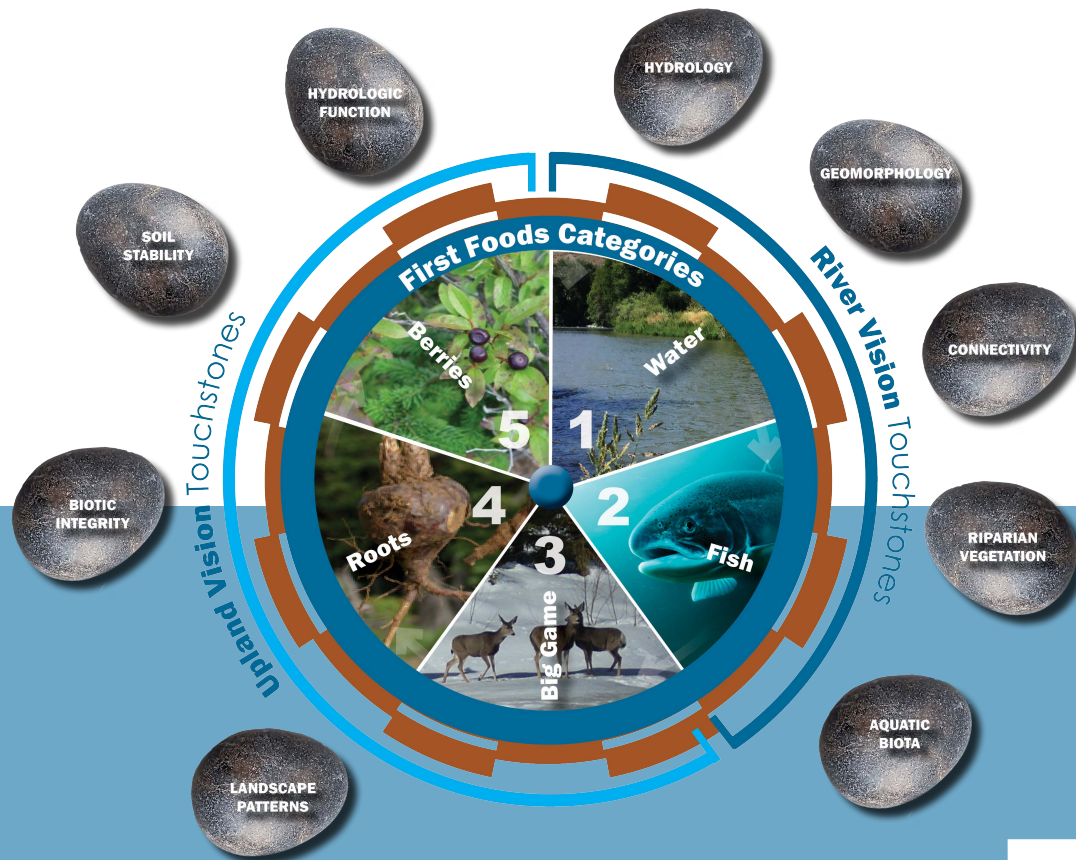 HYDROLOGIC
FUNCTION
HYDROLOGY
GEOMORPHOLOGY
SOIL
STABILITY
CONNECTIVITY
BIOTIC
INTEGRITY
RIPARIAN
VEGETATION
LANDSCAPE
PATTERNS
AQUATIC
BIOTA
Upland Vision Touchstones
River Vision Touchstones
First Foods Categories
1
Water
2
Fish
3
Big Game
4
Roots
5
Berries